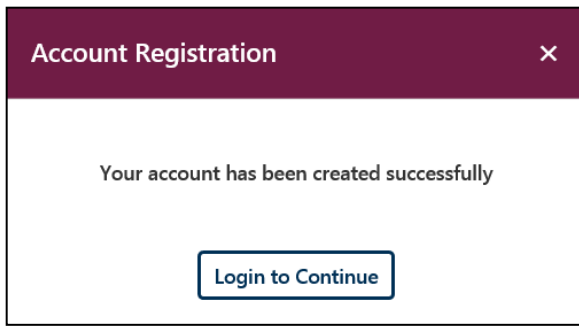 Account Registration ×
Your account has been created successfully
Login to Continue